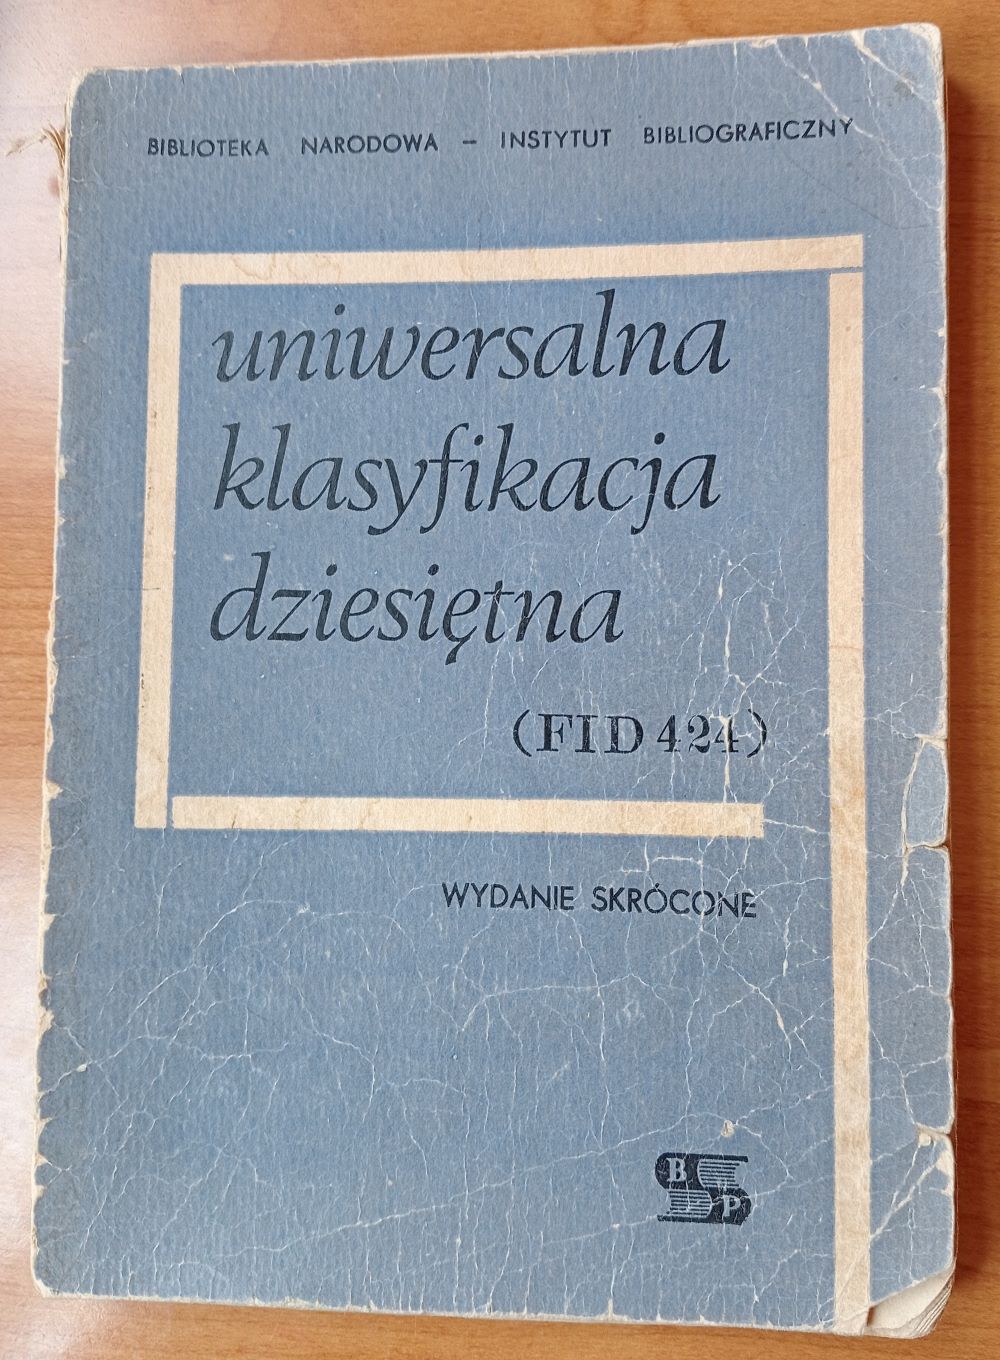 BIBLIOTEKA NARODOWA – INSTYTUT BIBLIOGRAFICZNY
uniwersalna
klasyfikacja
dziesiętna
(FID 424)
WYDANIE SKRÓCONE
B
P